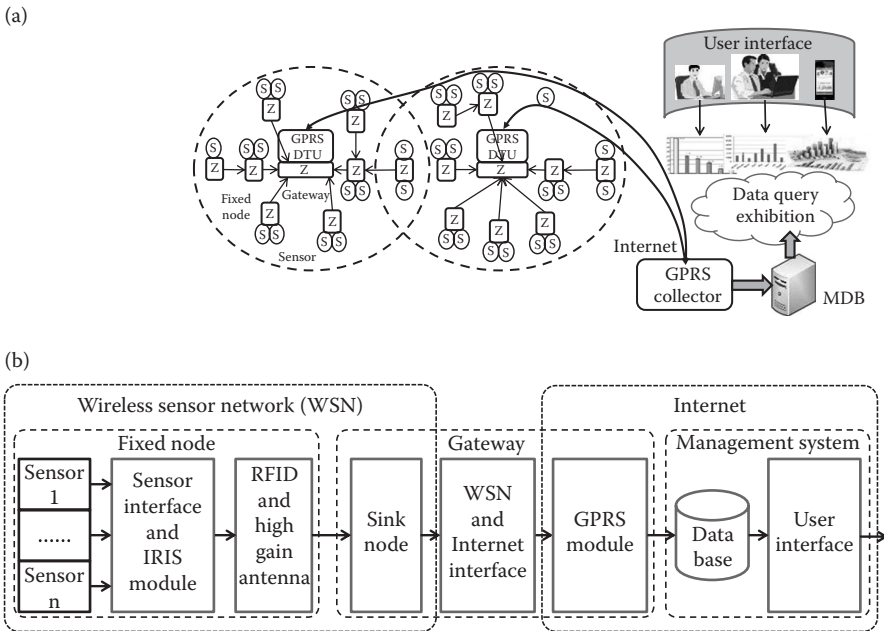 (a)
User interface
S S
Z
S S
Z
S S
Z
S S
Z
S
GPRS
DTU
Z
S
Z
S S
Z
Z
S S
S
Z
S
GPRS
DTU
Z
S S
Z
Z
S S
S
Z
S
Fixed
node
Gateway
Z
S S
Z
S S
Sensor
Z
S S
Z
S S
Z
S S
Data query
exhibition
Internet
GPRS
collector
MDB
(b)
Wireless sensor network (WSN)
Internet
Fixed node
Gateway
Management system
Sensor
1
......
Sensor
n
Sensor
interface
and
IRIS
module
RFID
and
high
gain
antenna
Sink
node
WSN
and
Internet
interface
GPRS
module
Data
base
User
interface